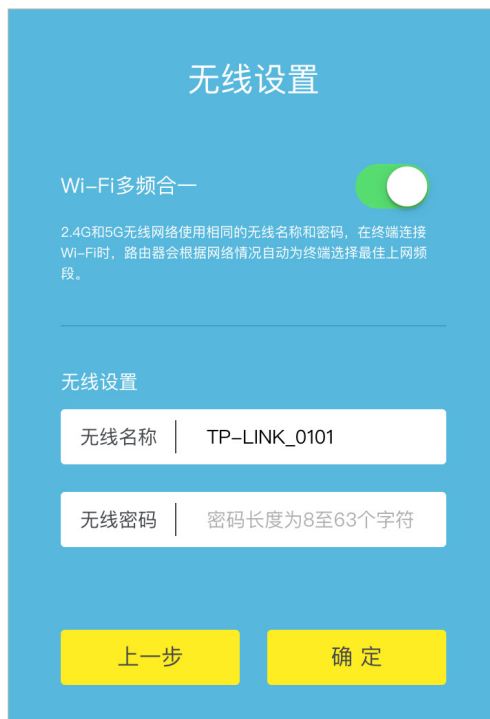 无线设置
Wi-Fi多频合一
2.4G和5G无线网络使用相同的无线名称和密码，在终端连接
Wi-Fi时，路由器会根据网络情况自动为终端选择最佳上网频
段。
无线设置
无线名称 TP-LINK_0101
无线密码 密码长度为8至63个字符
上一步 确 定